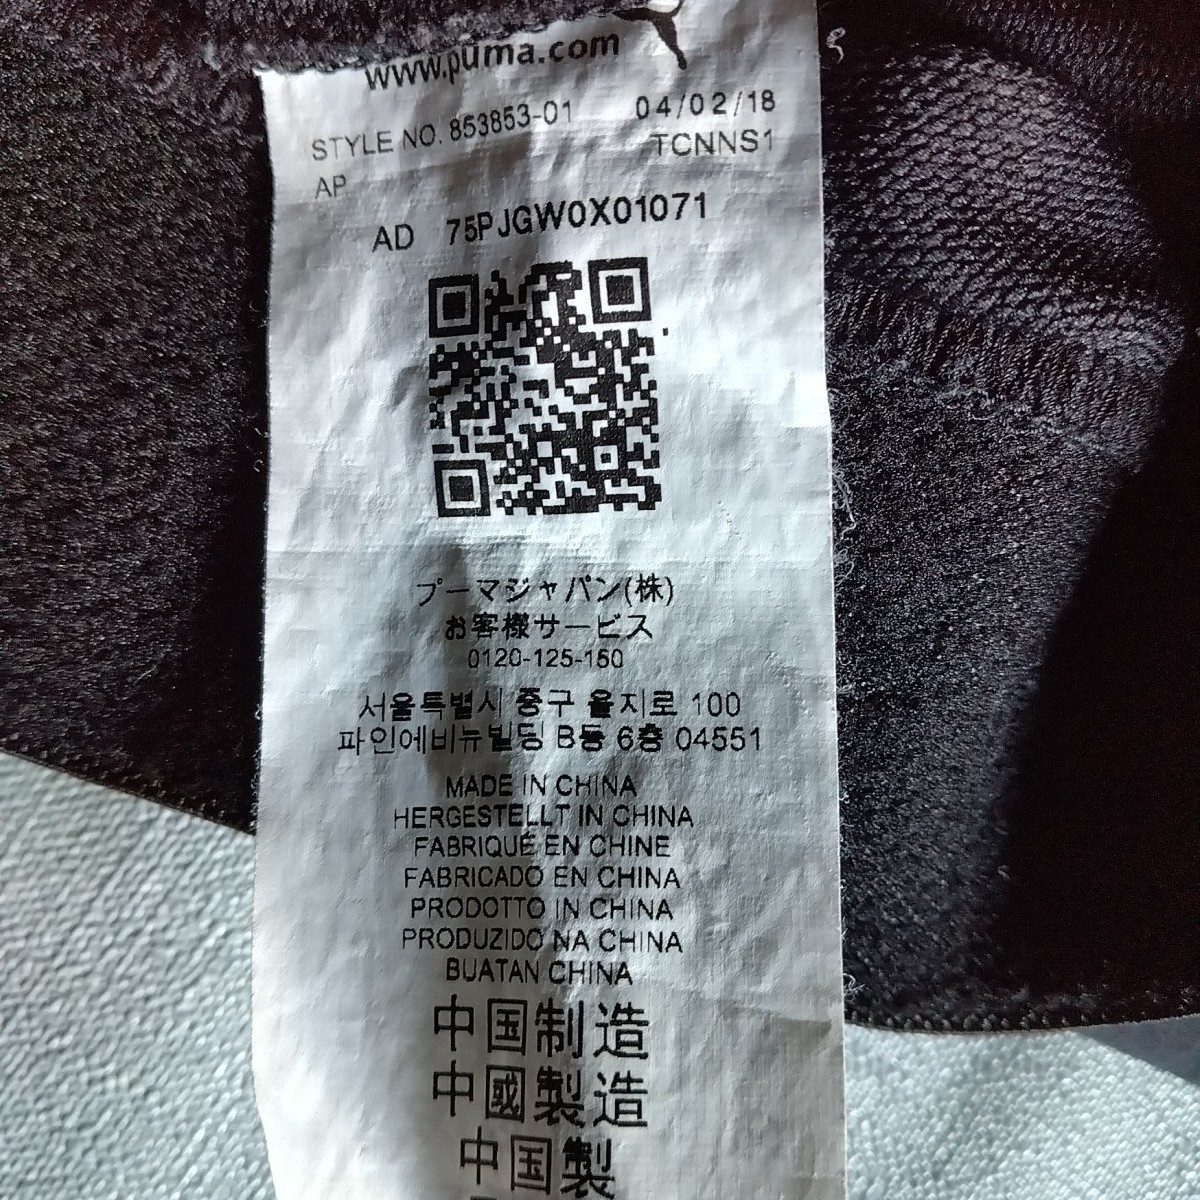 www.puma.com
STYLE NO. 853853-01 04/02/18
AP TCNNS1
AD 75PJGW0X01071
プーマジャパン(株)
お客様サービス
0120-125-150
서울특별시 중구 을지로 100
파인에비뉴빌딩 B동 6층 04551
MADE IN CHINA
HERGESTELLT IN CHINA
FABRIQUÉ EN CHINE
FABRICADO EN CHINA
PRODOTTO IN CHINA
PRODUZIDO NA CHINA
BUATAN CHINA
中国制造
中國製造
中国製